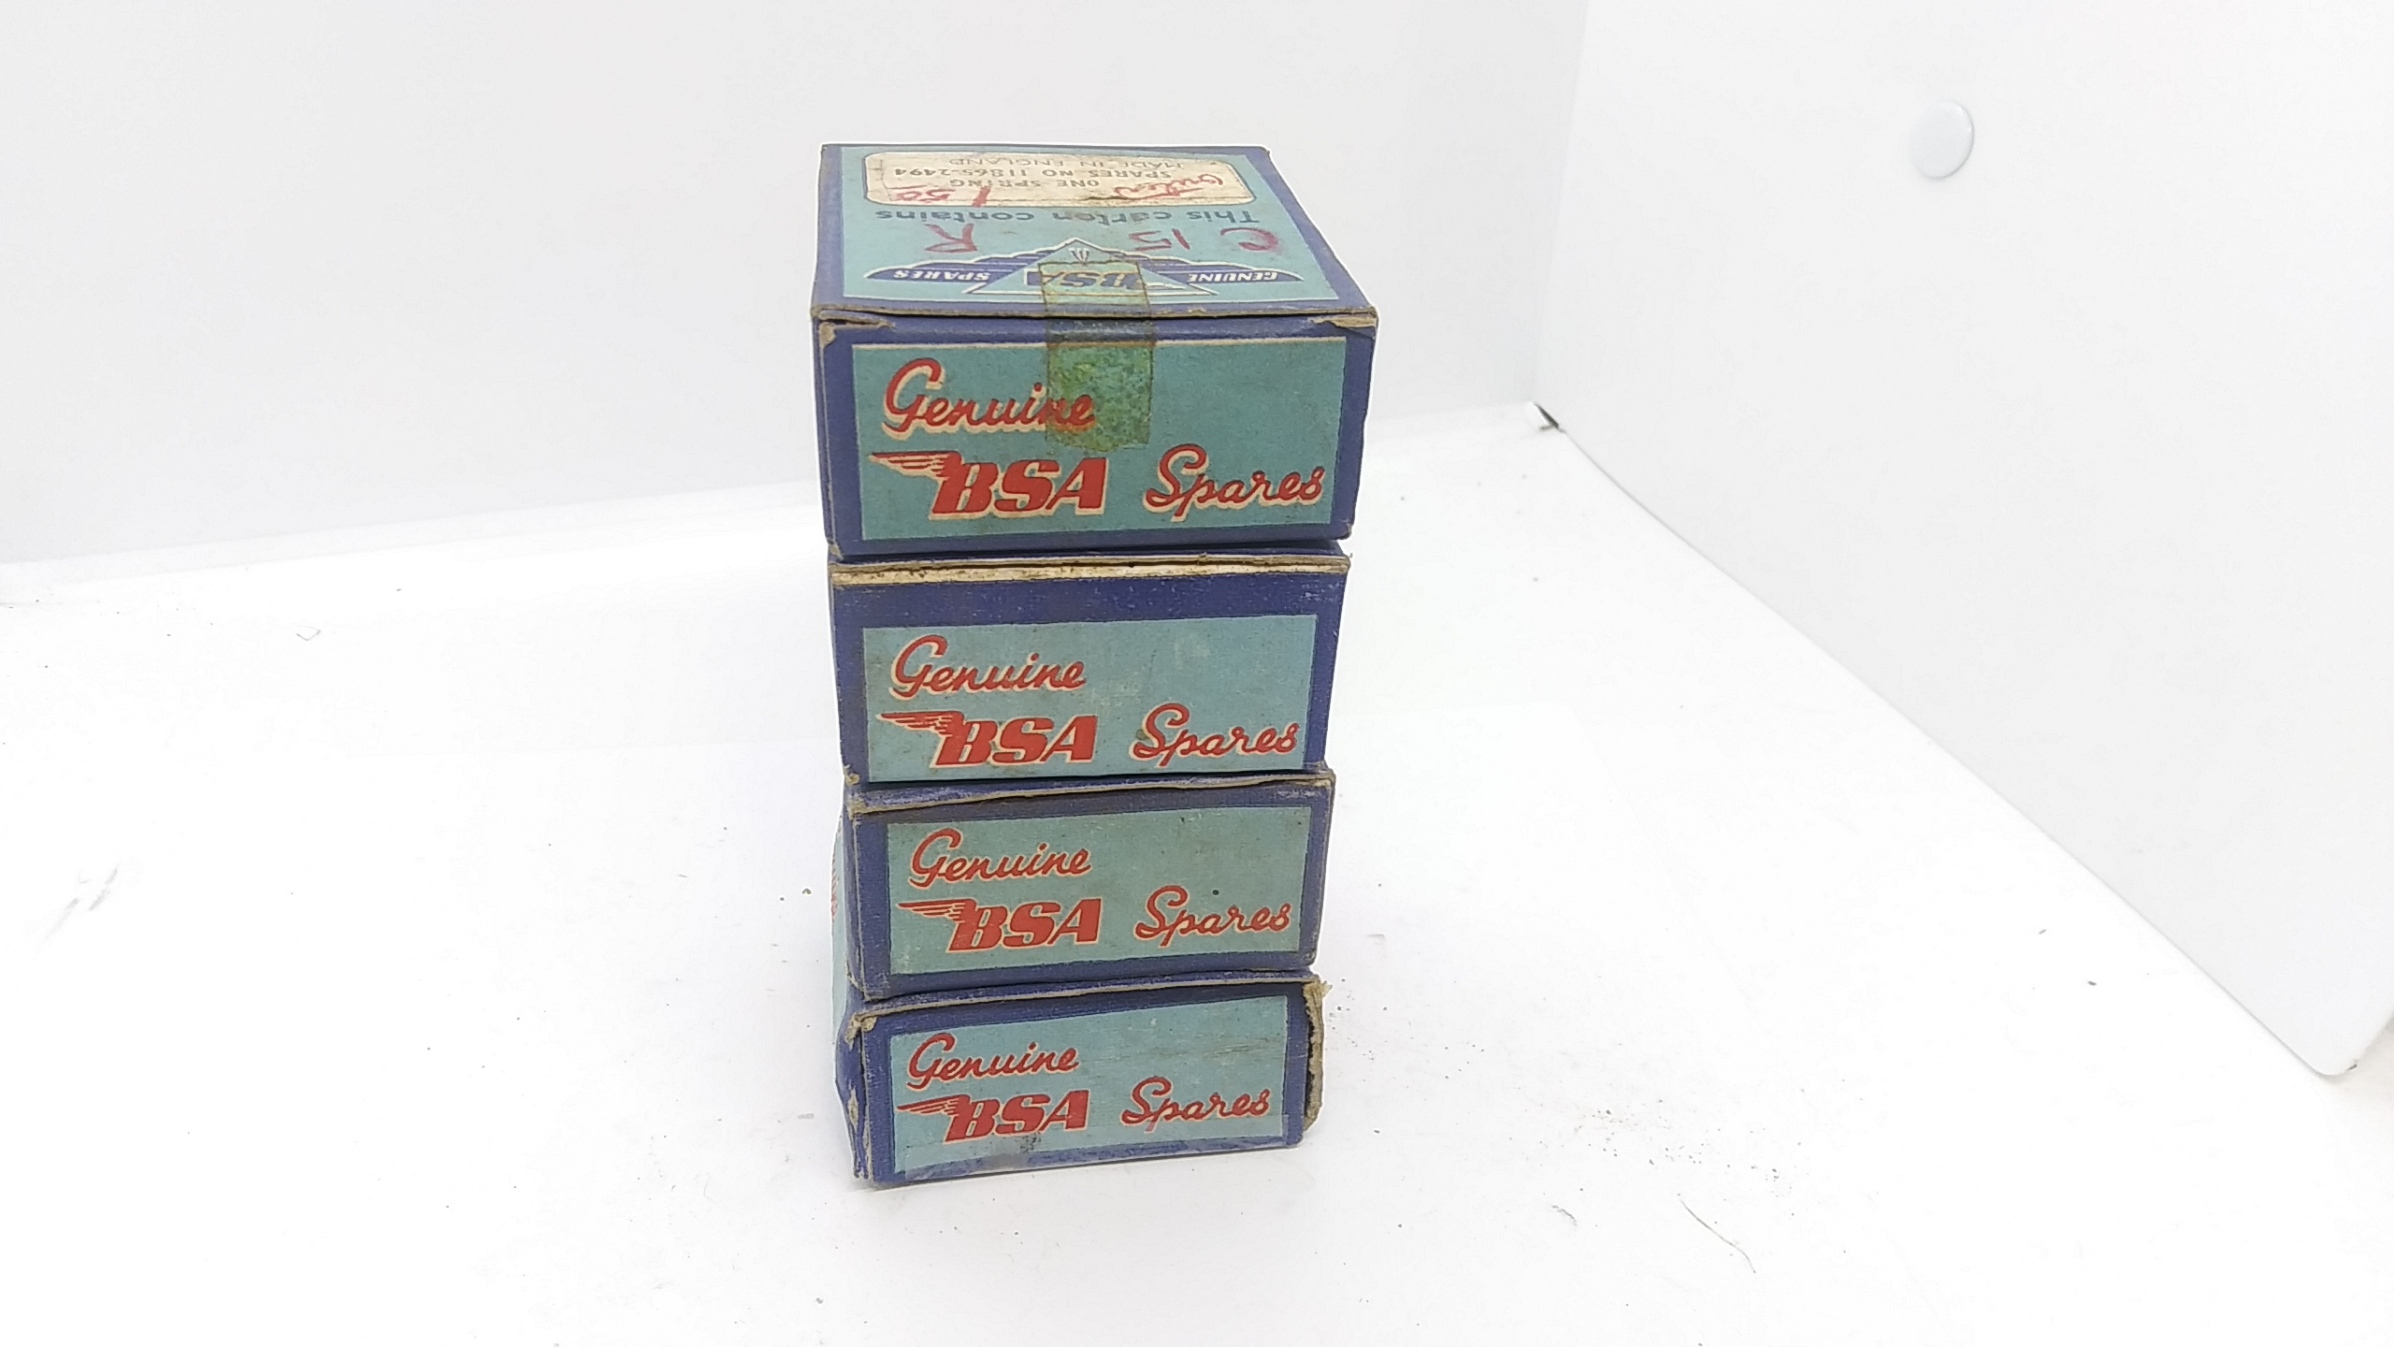 GENUINE BSA SPARES
C 15 R
This carton contains
ONE SPRING
SPARES NO 11865-2494
MADE IN ENGLAND
Genuine
BSA Spares
Genuine
BSA Spares
Genuine
BSA Spares
Genuine
BSA Spares